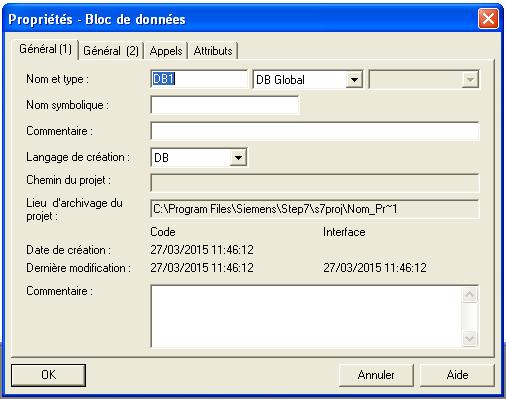 Propriétés - Bloc de données
Général (1) Général (2) Appels Attributs
Nom et type : DB1 DB Global
Nom symbolique :
Commentaire :
Langage de création : DB
Chemin du projet :
Lieu d'archivage du
projet : C:\Program Files\Siemens\Step7\s7proj\Nom_Pr~1
Code Interface
Date de création : 27/03/2015 11:46:12
Dernière modification : 27/03/2015 11:46:12 27/03/2015 11:46:12
Commentaire :
OK Annuler Aide